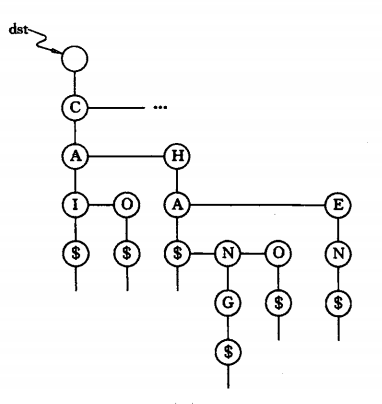 dst
C ...
A H
I O A E
$ $ $ N O N
G $ $
$